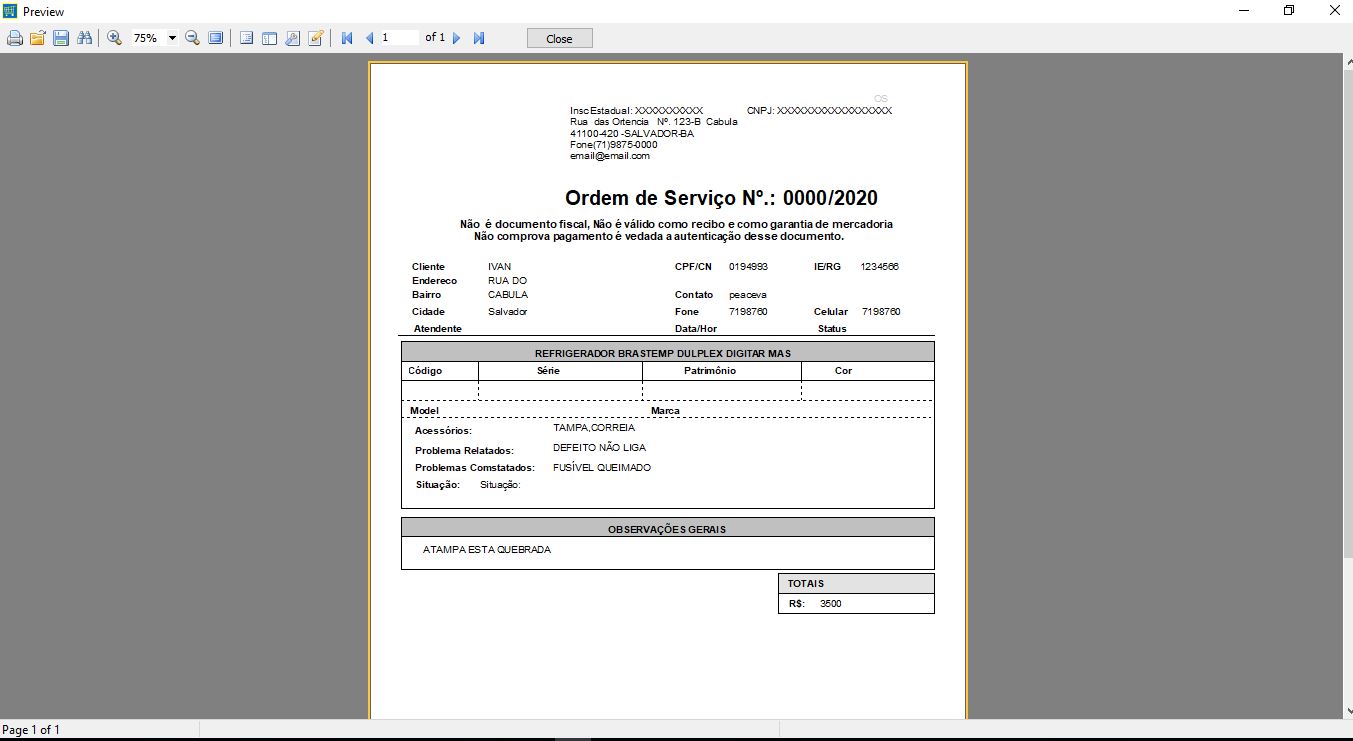 Preview
75% 1 of 1 Close
OS
Insc Estadual: XXXXXXXXXX CNPJ: XXXXXXXXXXXXXXXXX
Rua das Ortencia Nº. 123-B Cabula
41100-420 -SALVADOR-BA
Fone(71)9875-0000
email@email.com
Ordem de Serviço Nº.: 0000/2020
Não é documento fiscal, Não é válido como recibo e como garantia de mercadoria
Não comprova pagamento é vedada a autenticação desse documento.
Cliente IVAN CPF/CN 0194993 IE/RG 1234566
Endereco RUA DO
Bairro CABULA Contato peaceva
Cidade Salvador Fone 7198760 Celular 7198760
Atendente Data/Hor Status
REFRIGERADOR BRASTEMP DULPLEX DIGITAR MAS
Código Série Património Cor
Model Marca
Acessórios: TAMPA,CORREIA
Problema Relatados: DEFEITO NÃO LIGA
Problemas Comstatados: FUSÍVEL QUEIMADO
Situação: Situação:
OBSERVAÇÕES GERAIS
ATAMPA ESTA QUEBRADA
TOTAIS
R$: 3500
Page 1 of 1